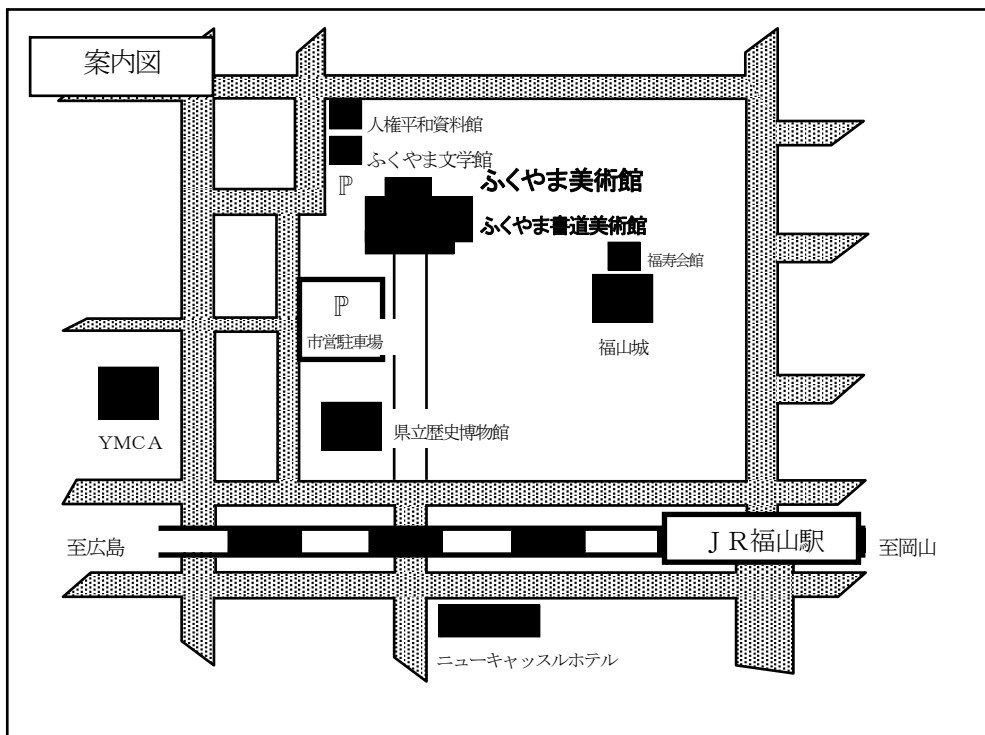 案内図
人権平和資料館
ふくやま文学館
P
ふくやま美術館
ふくやま書道美術館
福寿会館
P
市営駐車場
福山城
県立歴史博物館
YMCA
至広島
ＪＲ福山駅
至岡山
ニューキャッスルホテル